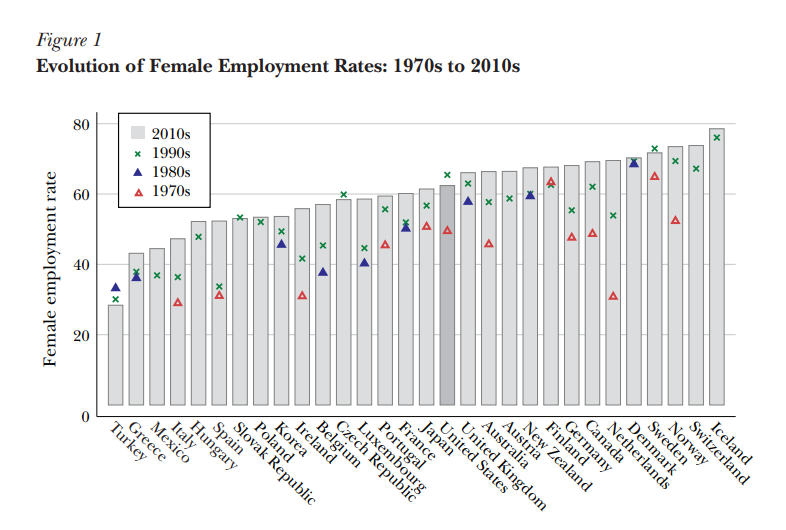 Figure 1
Evolution of Female Employment Rates: 1970s to 2010s
80
60
40
20
0
Female employment rate
2010s
1990s
1980s
1970s
Turkey
Greece
Mexico
Italy
Hungary
Spain
Slovak Republic
Poland
Korea
Ireland
Belgium
Czech Republic
Luxembourg
Portugal
France
Japan
United States
United Kingdom
Australia
Austria
New Zealand
Finland
Germany
Canada
Netherlands
Denmark
Sweden
Norway
Switzerland
Iceland